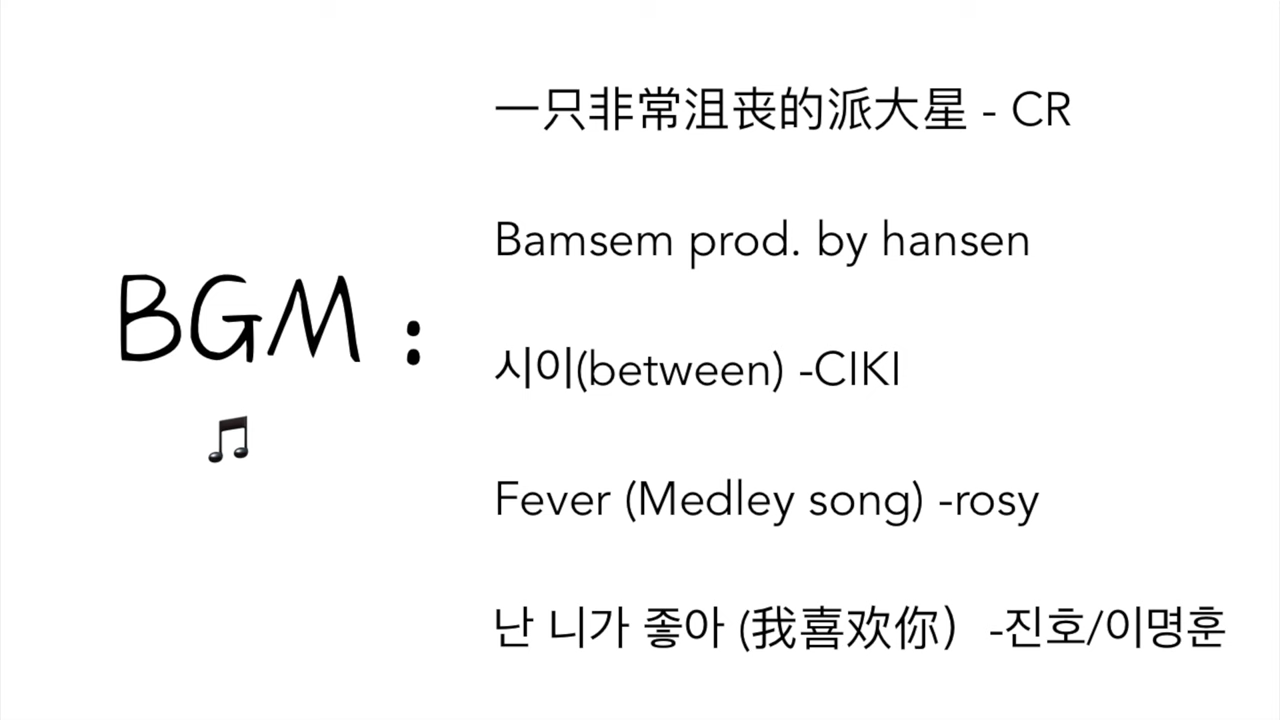 BGM :
一只非常沮丧的派大星 - CR
Bamsem prod. by hansen
시이(between) -CIKI
Fever (Medley song) -rosy
난 니가 좋아 (我喜欢你） -진호/이명훈